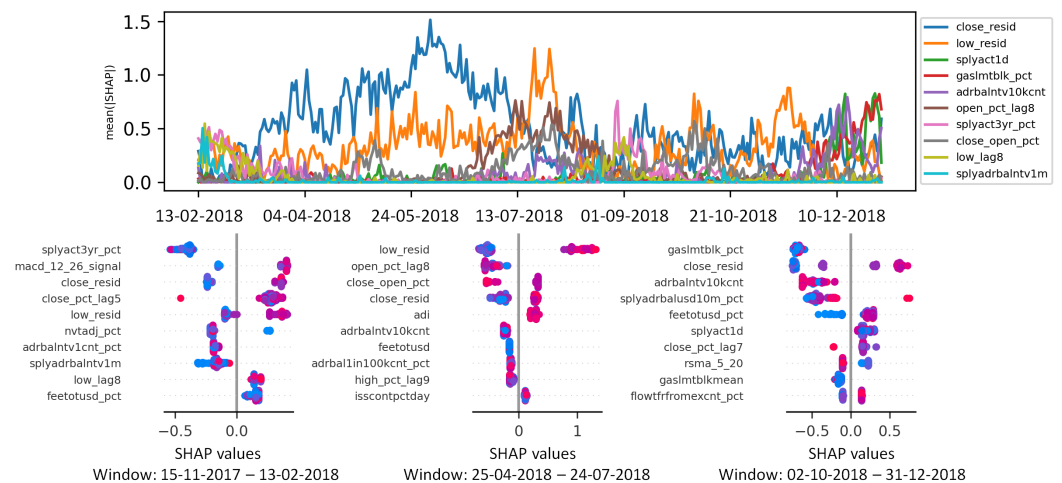 1.5
1.0
0.5
0.0
mean(|SHAP|)
13-02-2018 04-04-2018 24-05-2018 13-07-2018 01-09-2018 21-10-2018 10-12-2018
close_resid
low_resid
splyact1d
gaslmtblk_pct
adrbalntv10kcnt
open_pct_lag8
splyact3yr_pct
close_open_pct
low_lag8
splyadrbalntv1m
splyact3yr_pct
macd_12_26_signal
close_resid
close_pct_lag5
low_resid
nvtadj_pct
adrbalntv1cnt_pct
splyadrbalntv1m
low_lag8
feetotusd_pct
−0.5 0.0
SHAP values
Window: 15-11-2017 – 13-02-2018
low_resid
open_pct_lag8
close_open_pct
close_resid
adi
adrbalntv10kcnt
feetotusd
adrbal1in100kcnt_pct
high_pct_lag9
isscontpctday
0 1
SHAP values
Window: 25-04-2018 – 24-07-2018
gaslmtblk_pct
close_resid
adrbalntv10kcnt
splyadrbalusd10m_pct
feetotusd_pct
splyact1d
close_pct_lag7
rsma_5_20
gaslmtblkmean
flowtfrfromexcnt_pct
−0.5 0.0 0.5
SHAP values
Window: 02-10-2018 – 31-12-2018